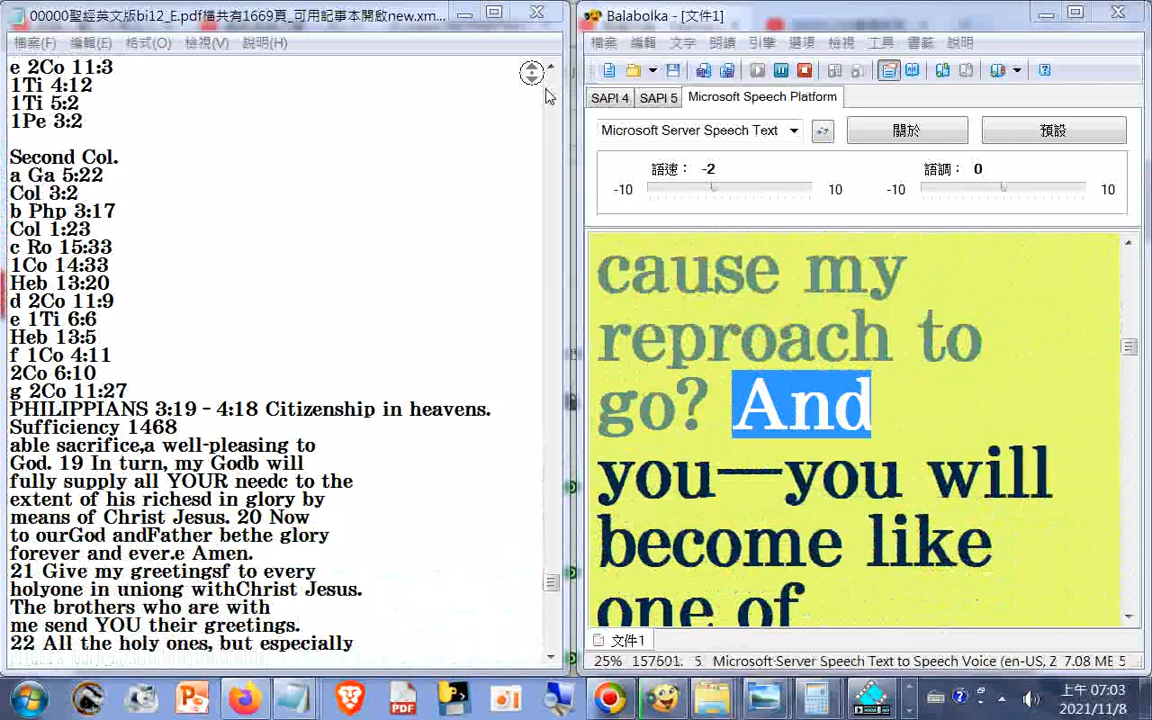 00000聖經英文版bi12_E.pdf檔共有1669頁_可用記事本開啟new.xm...
檔案(F) 編輯(E) 格式(O) 檢視(V) 說明(H)
e 2Co 11:3
1Ti 4:12
1Ti 5:2
1Pe 3:2
Second Col.
a Ga 5:22
Col 3:2
b Php 3:17
Col 1:23
c Ro 15:33
1Co 14:33
Heb 13:20
d 2Co 11:9
e 1Ti 6:6
Heb 13:5
f 1Co 4:11
2Co 6:10
g 2Co 11:27
PHILIPPIANS 3:19 – 4:18 Citizenship in heavens.
Sufficiency 1468
able sacrifice,a well-pleasing to
God. 19 In turn, my Godb will
fully supply all YOUR needc to the
extent of his richesd in glory by
means of Christ Jesus. 20 Now
to ourGod andFather bethe glory
forever and ever.e Amen.
21 Give my greetingsf to every
holyone in uniong withChrist Jesus.
The brothers who are with
me send YOU their greetings.
22 All the holy ones, but especially
Balabolka - [文件1]
檔案 編輯 文字 朗讀 引擎 選項 檢視 工具 書籤 說明
SAPI 4 SAPI 5 Microsoft Speech Platform
Microsoft Server Speech Text 關於 預設
語速： -2 語調： 0
-10 10 -10 10
cause my
reproach to
go? And
you—you will
become like
one of
文件1
25% 157501. 5. Microsoft Server Speech Text to Speech Voice (en-US, 2 7.08 MB 5
PDF
上午 07:03
2021/11/8